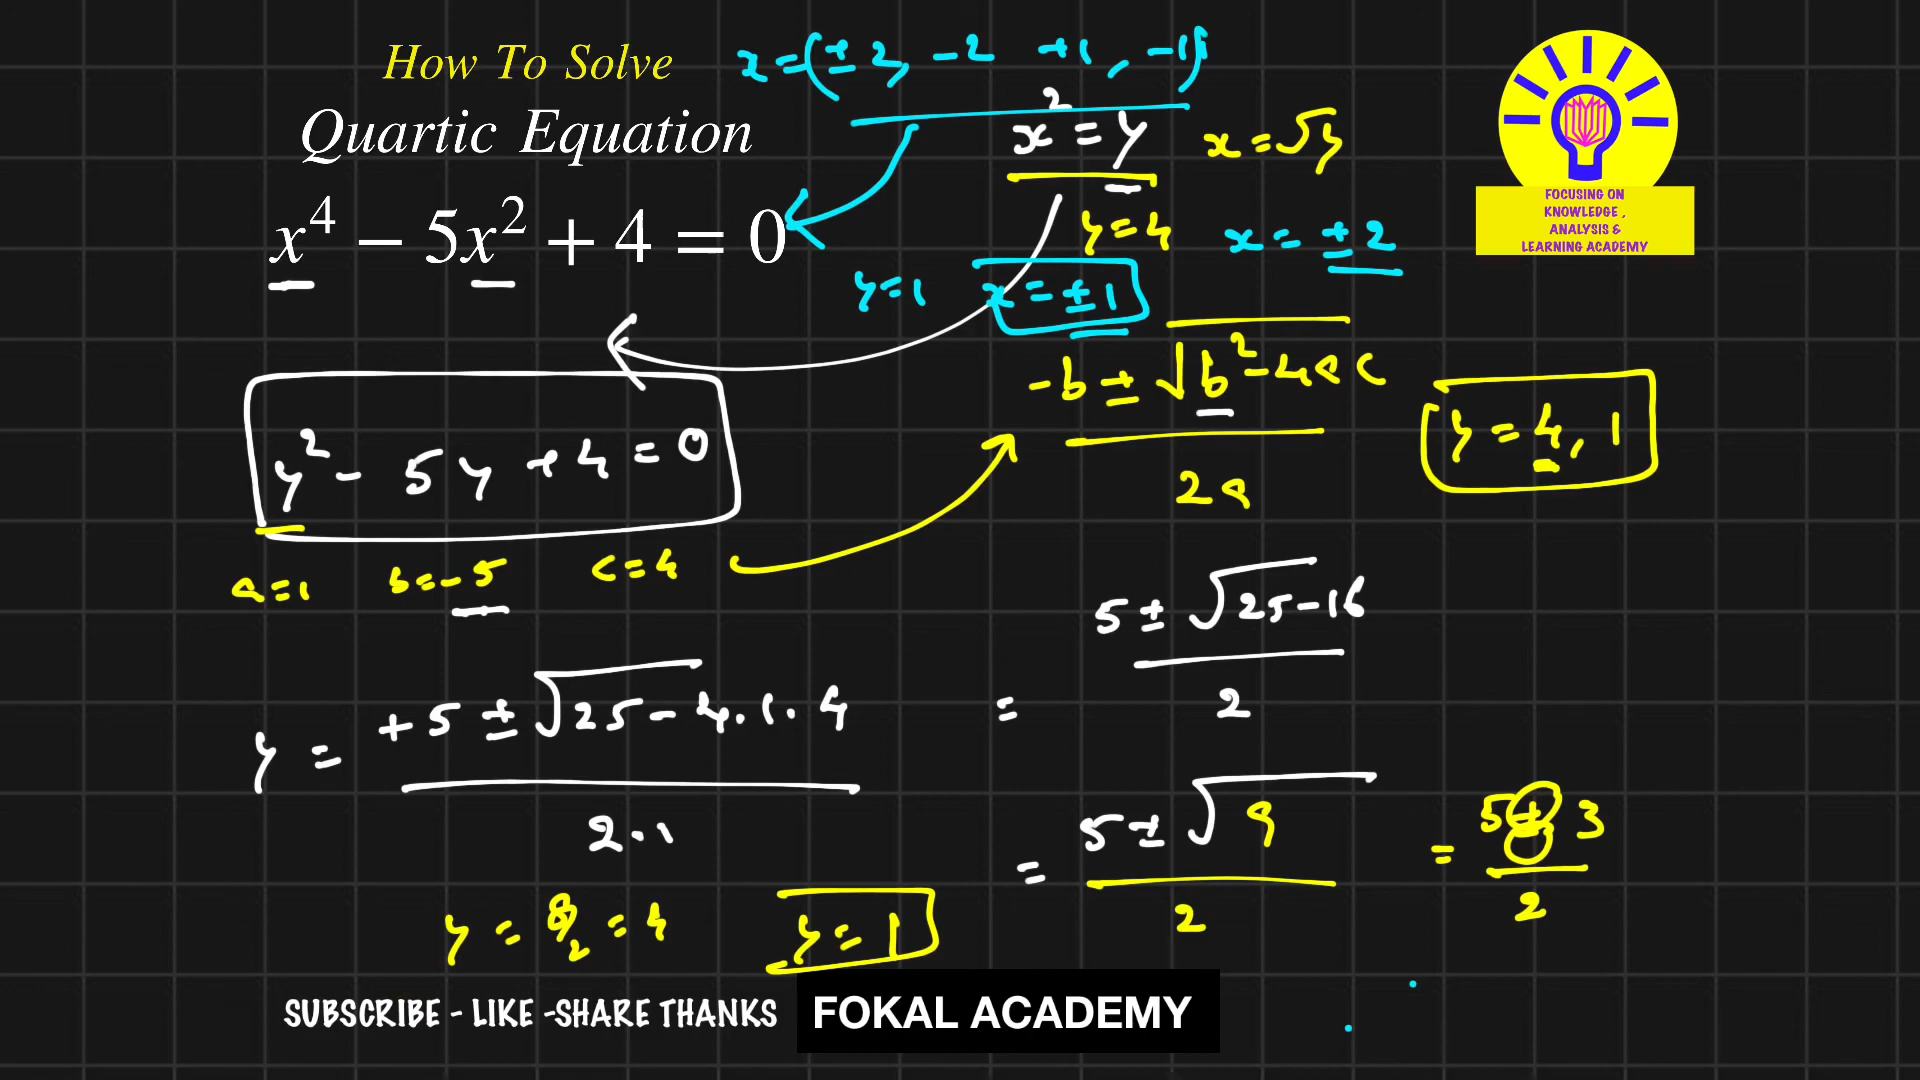 How To Solve
Quartic Equation
x⁴ − 5x² + 4 = 0
x = (± 2, − 2 + 1, − 1)
x² = y
x = √y
y = 4
x = ± 2
y = 1
x = ± 1
FOCUSING ON
KNOWLEDGE ,
ANALYSIS &
LEARNING ACADEMY
y² − 5y + 4 = 0
a = 1 b = − 5 c = 4
−b ± √b² − 4ac
2a
y = 4, 1
y = +5 ± √25 − 4.1.4
2.1
= 5 ± √25 − 16
2
= 5 ± √9
2
= 5 ± 3
2
y = 8/2 = 4
y = 1
SUBSCRIBE - LIKE -SHARE THANKS
FOKAL ACADEMY